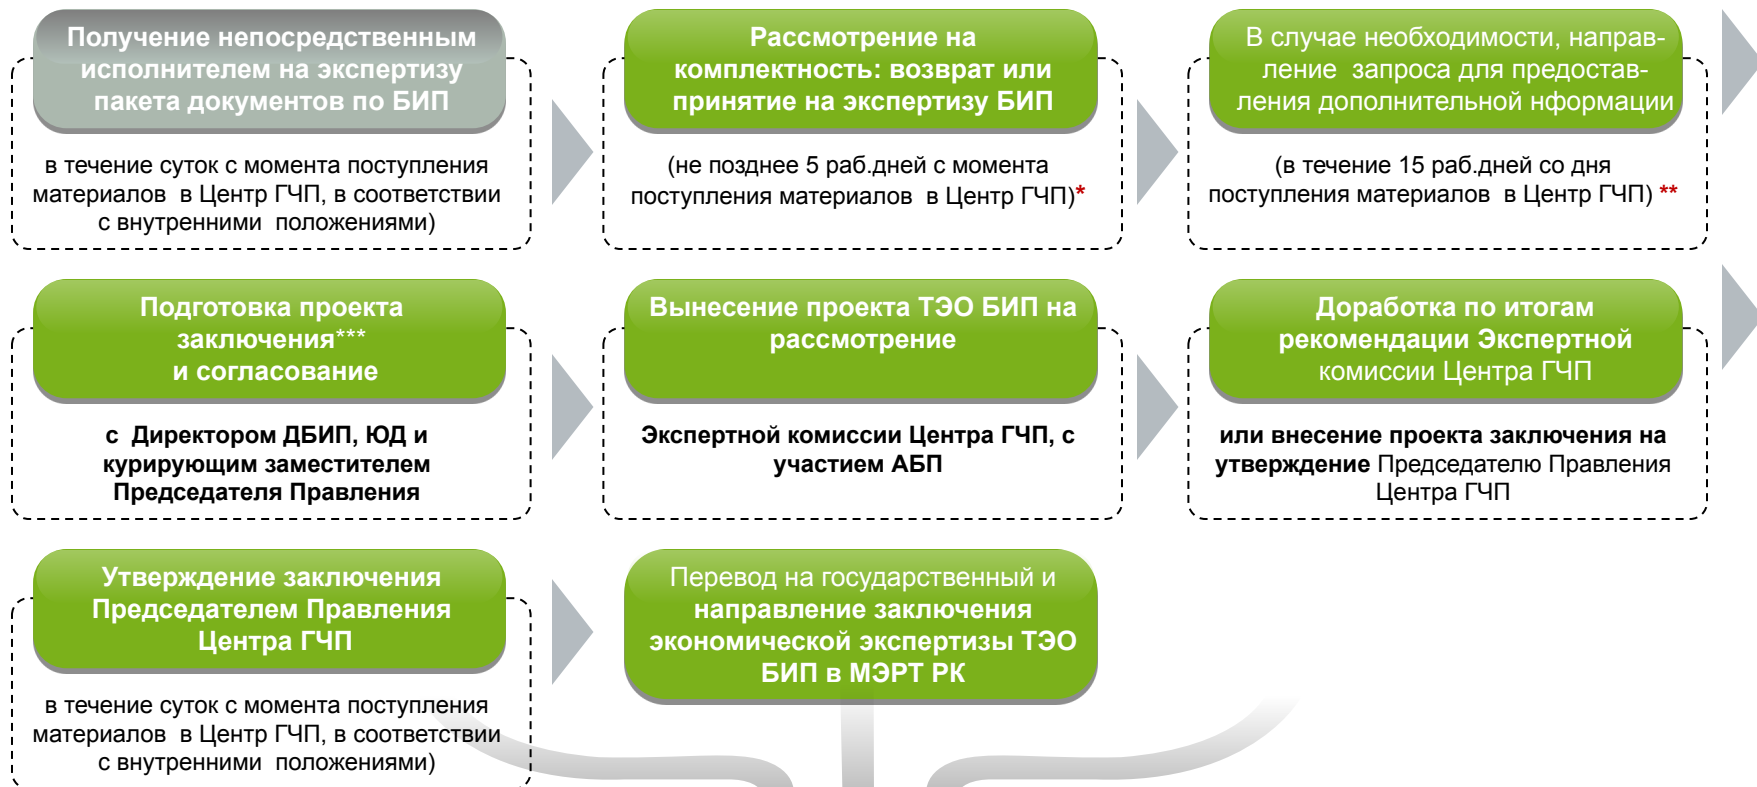 Получение непосредственным
исполнителем на экспертизу
пакета документов по БИП
в течение суток с момента поступления
материалов в Центр ГЧП, в соответствии
с внутренними положениями)
Рассмотрение на
комплектность: возврат или
принятие на экспертизу БИП
(не позднее 5 раб.дней с момента
поступления материалов в Центр ГЧП)*
В случае необходимости, направ-
ление запроса для предостав-
ления дополнительной нформации
(в течение 15 раб.дней со дня
поступления материалов в Центр ГЧП) **
Подготовка проекта
заключения***
и согласование
с Директором ДБИП, ЮД и
курирующим заместителем
Председателя Правления
Вынесение проекта ТЭО БИП на
рассмотрение
Экспертной комиссии Центра ГЧП, с
участием АБП
Доработка по итогам
рекомендации Экспертной
комиссии Центра ГЧП
или внесение проекта заключения на
утверждение Председателю Правления
Центра ГЧП
Утверждение заключения
Председателем Правления
Центра ГЧП
в течение суток с момента поступления
материалов в Центр ГЧП, в соответствии
с внутренними положениями)
Перевод на государственный и
направление заключения
экономической экспертизы ТЭО
БИП в МЭРТ РК